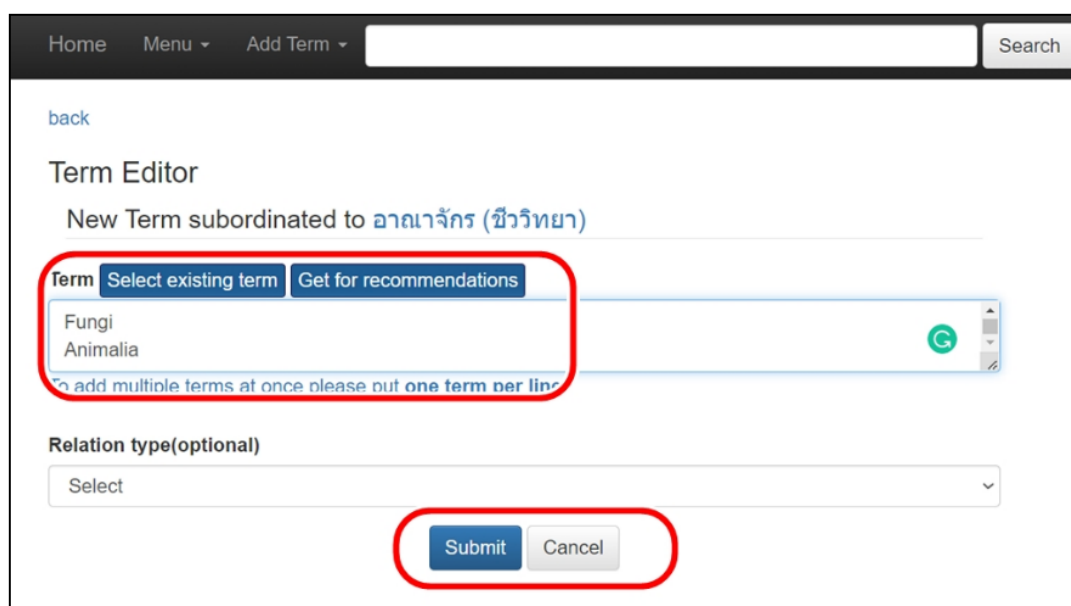 Home Menu Add Term Search
back
Term Editor
New Term subordinated to อาณาจักร (ชีววิทยา)
Term Select existing term Get for recommendations
Fungi
Animalia
To add multiple terms at once please put one term per line
Relation type(optional)
Select
Submit Cancel